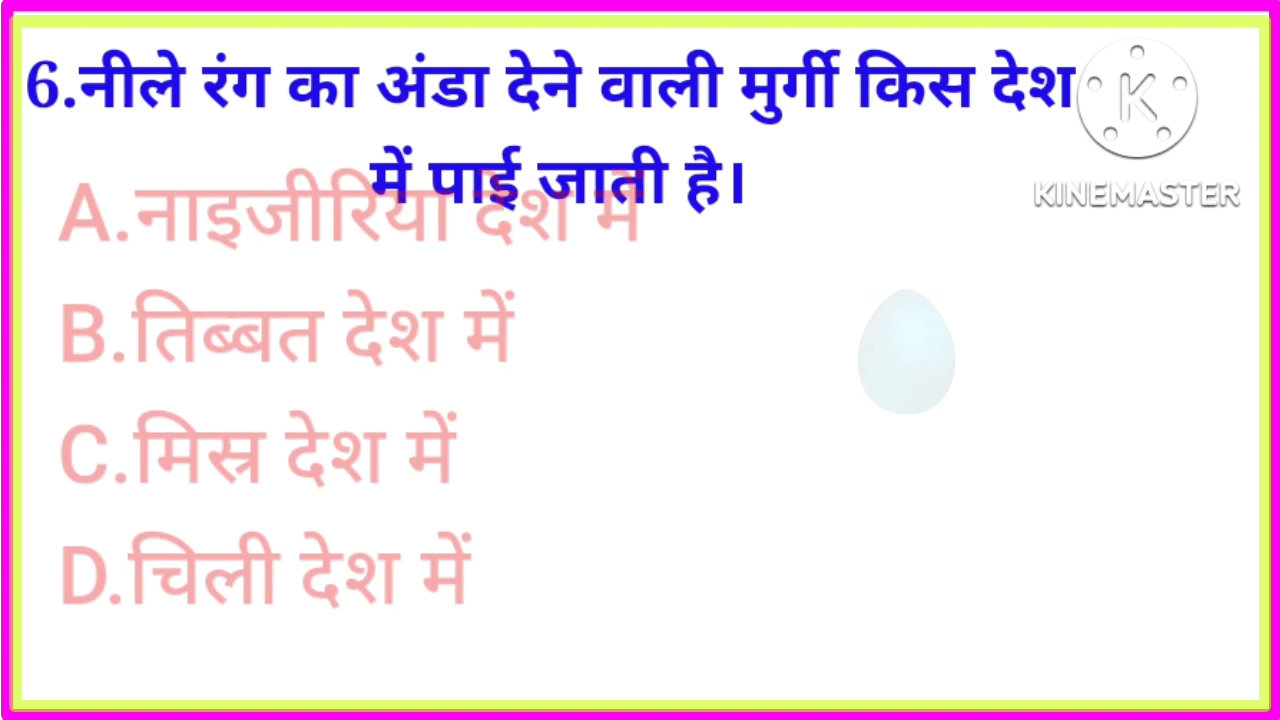 6.नीले रंग का अंडा देने वाली मुर्गी किस देश
में पाई जाती है।
A.नाइजीरिया देश में
B.तिब्बत देश में
C.मिस्र देश में
D.चिली देश में
K
KINEMASTER